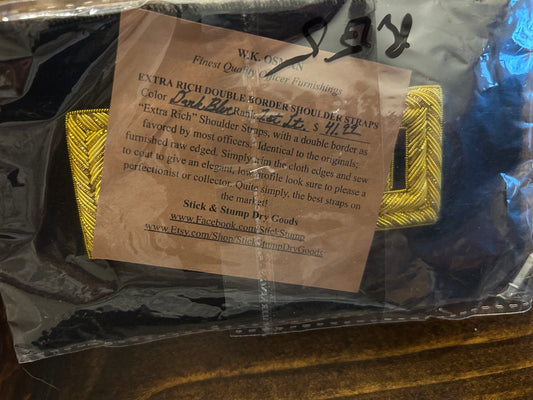 W.K. OSMAN
Finest Quality Officer Furnishings
EXTRA RICH DOUBLE BORDER SHOULDER STRAPS
Color Dark Blue Rank 1st Lt. $ 41.99
"Extra Rich" Shoulder Straps, with a double border as
favored by most officers. Identical to the originals;
furnished raw edged. Simply trim the cloth edges and sew
to coat to give an elegant, low profile look sure to please a
perfectionist or collector. Quite simply, the best straps on
the market!
Stick & Stump Dry Goods
www.Facebook.com/StickStump
www.Etsy.com/Shop/StickStumpDryGoods